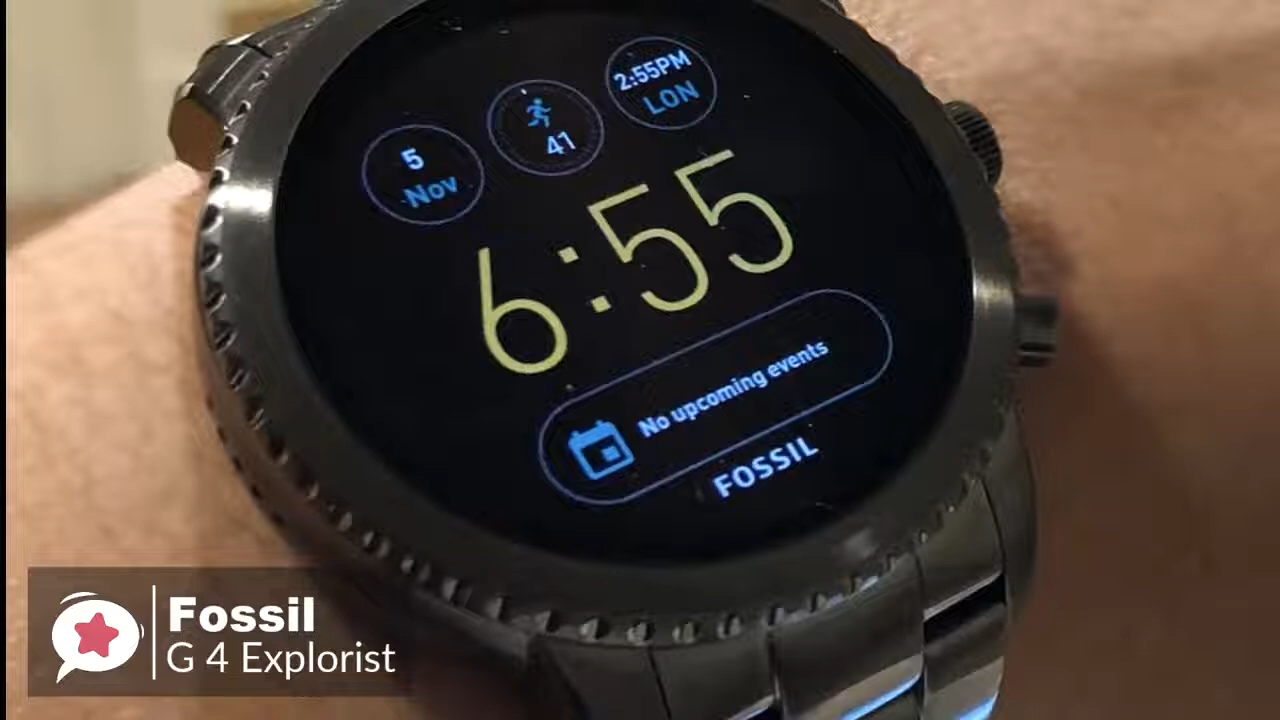 5
Nov
41
2:55PM
LON
6:55
No upcoming events
FOSSIL
Fossil
G 4 Explorist